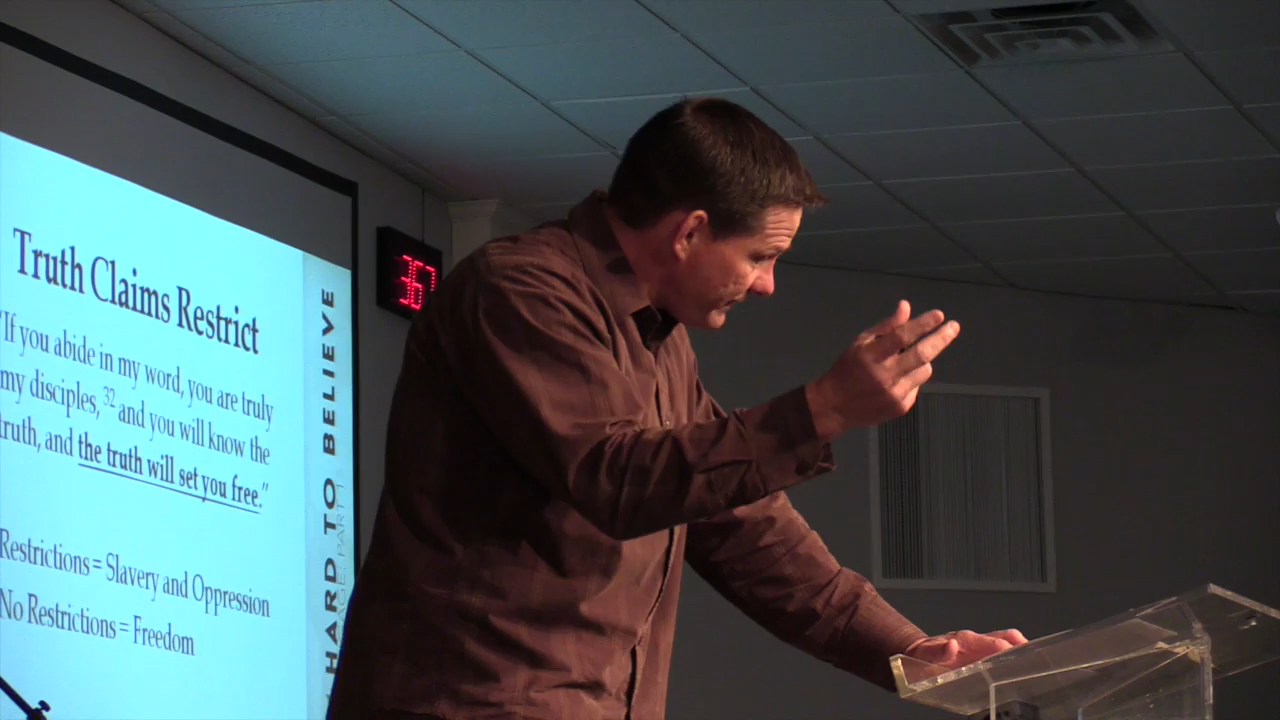 Truth Claims Restrict
"If you abide in my word, you are truly
my disciples, 32 and you will know the
truth, and the truth will set you free."
Restrictions = Slavery and Oppression
No Restrictions = Freedom
HARD TO BELIEVE
367